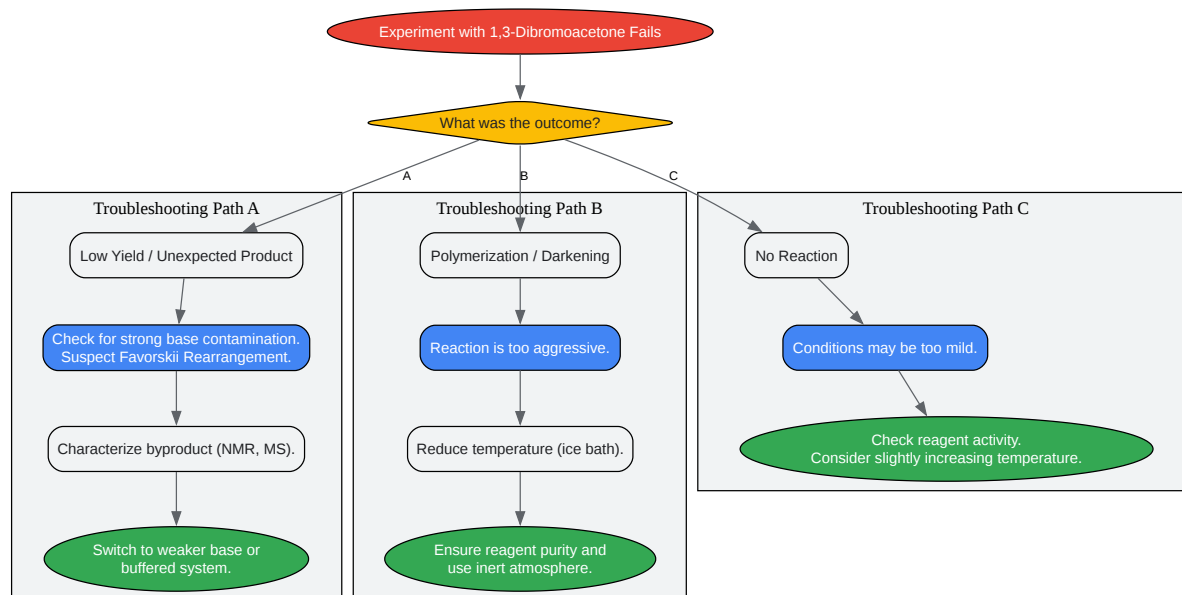 Experiment with 1,3-Dibromoacetone Fails
What was the outcome?
A
B
C
Troubleshooting Path A
Low Yield / Unexpected Product
Check for strong base contamination.
Suspect Favorskii Rearrangement.
Characterize byproduct (NMR, MS).
Switch to weaker base or
buffered system.
Troubleshooting Path B
Polymerization / Darkening
Reaction is too aggressive.
Reduce temperature (ice bath).
Ensure reagent purity and
use inert atmosphere.
Troubleshooting Path C
No Reaction
Conditions may be too mild.
Check reagent activity.
Consider slightly increasing temperature.